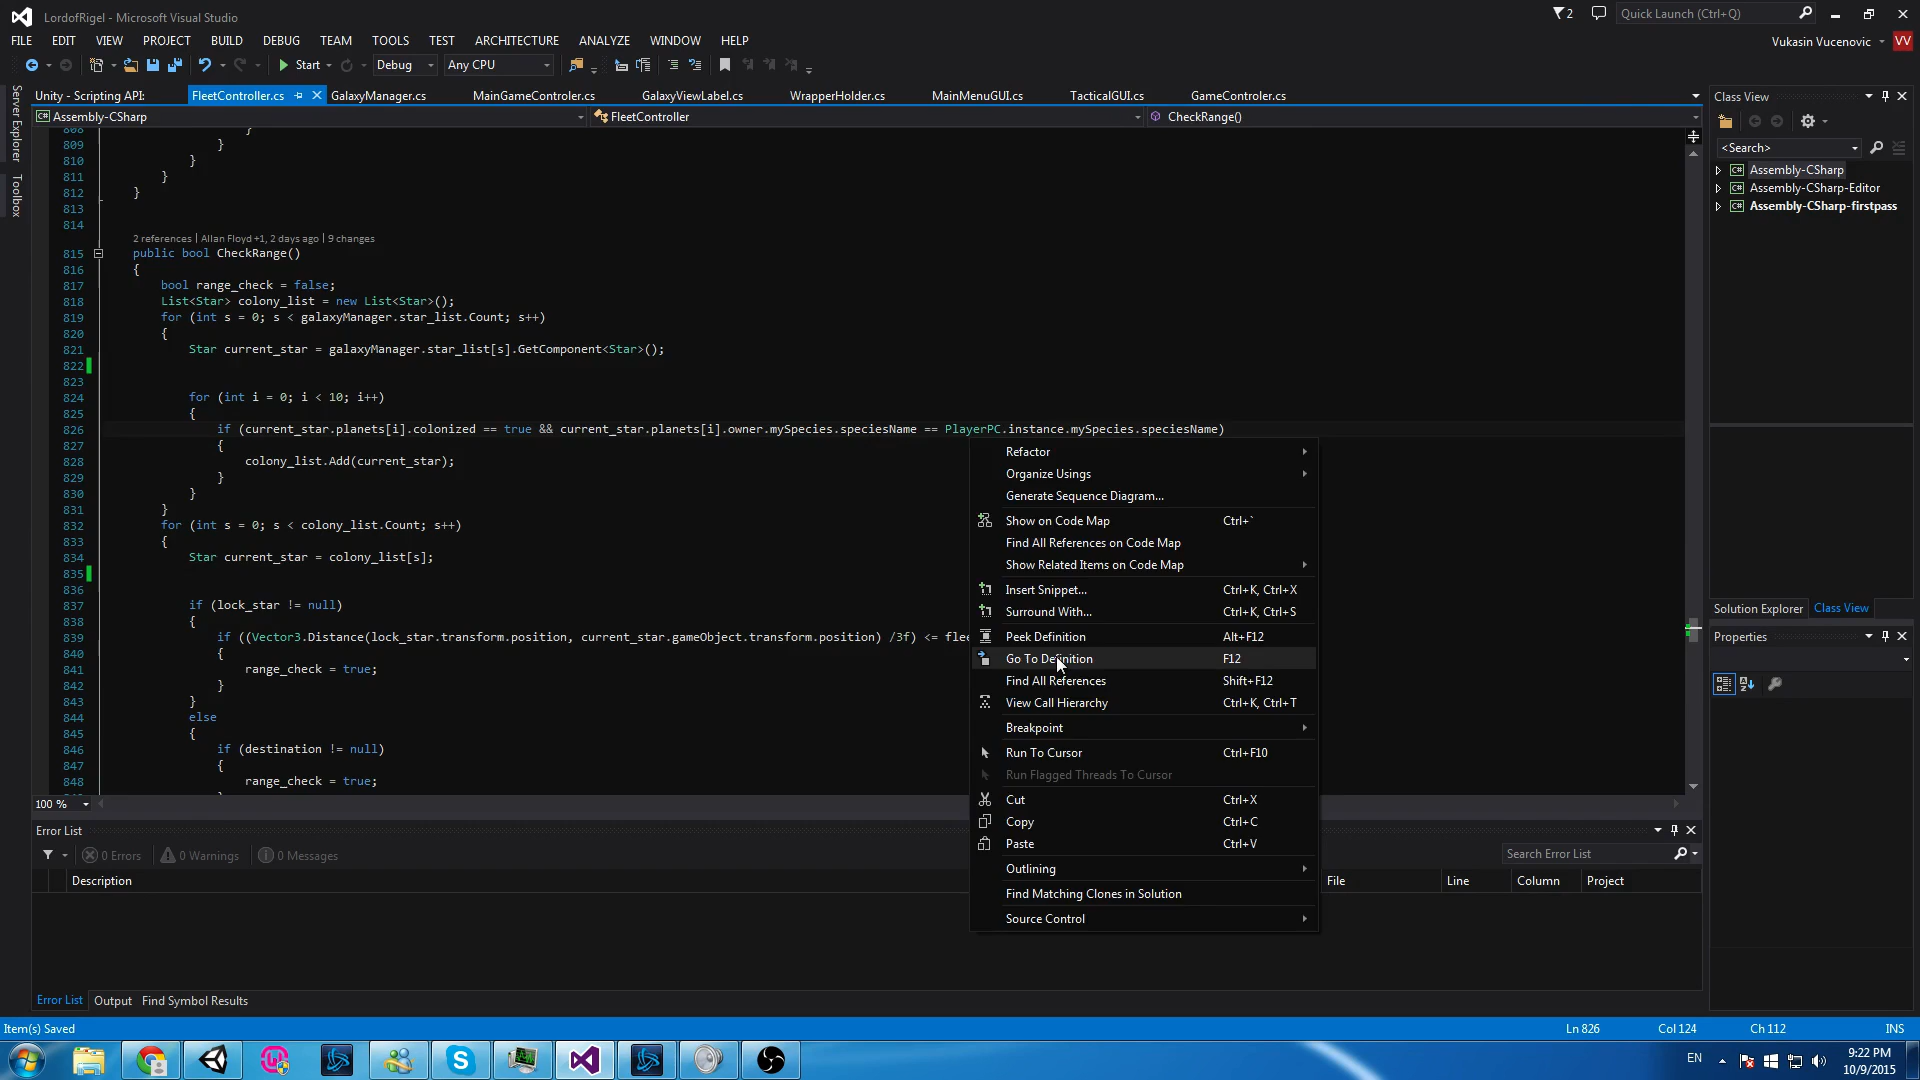 LordofRigel - Microsoft Visual Studio
2
Quick Launch (Ctrl+Q)
FILE EDIT VIEW PROJECT BUILD DEBUG TEAM TOOLS TEST ARCHITECTURE ANALYZE WINDOW HELP
Vukasin Vucenovic VV
Start Debug Any CPU
Server Explorer
Toolbox
Unity - Scripting API: FleetController.cs GalaxyManager.cs MainGameControler.cs GalaxyViewLabel.cs WrapperHolder.cs MainMenuGUI.cs TacticalGUI.cs GameControler.cs
Assembly-CSharp FleetController CheckRange()
808 }
809 }
810 }
811 }
812 }
813
814
2 references | Allan Floyd +1, 2 days ago | 9 changes
815 public bool CheckRange()
816 {
817 bool range_check = false;
818 List<Star> colony_list = new List<Star>();
819 for (int s = 0; s < galaxyManager.star_list.Count; s++)
820 {
821 Star current_star = galaxyManager.star_list[s].GetComponent<Star>();
822
823
824 for (int i = 0; i < 10; i++)
825 {
826 if (current_star.planets[i].colonized == true && current_star.planets[i].owner.mySpecies.speciesName == PlayerPC.instance.mySpecies.speciesName)
827 {
828 colony_list.Add(current_star);
829 }
830 }
831 }
832 for (int s = 0; s < colony_list.Count; s++)
833 {
834 Star current_star = colony_list[s];
835
836
837 if (lock_star != null)
838 {
839 if ((Vector3.Distance(lock_star.transform.position, current_star.gameObject.transform.position) /3f) <= flee
840 {
841 range_check = true;
842 }
843 }
844 else
845 {
846 if (destination != null)
847 {
848 range_check = true;
100 %
Refactor
Organize Usings
Generate Sequence Diagram...
Show on Code Map Ctrl+`
Find All References on Code Map
Show Related Items on Code Map
Insert Snippet... Ctrl+K, Ctrl+X
Surround With... Ctrl+K, Ctrl+S
Peek Definition Alt+F12
Go To Definition F12
Find All References Shift+F12
View Call Hierarchy Ctrl+K, Ctrl+T
Breakpoint
Run To Cursor Ctrl+F10
Run Flagged Threads To Cursor
Cut Ctrl+X
Copy Ctrl+C
Paste Ctrl+V
Outlining
Find Matching Clones in Solution
Source Control
Class View
<Search>
Assembly-CSharp
Assembly-CSharp-Editor
Assembly-CSharp-firstpass
Solution Explorer Class View
Properties
Error List
0 Errors 0 Warnings 0 Messages
Search Error List
Description File Line Column Project
Error List Output Find Symbol Results
Item(s) Saved Ln 826 Col 124 Ch 112 INS
EN
9:22 PM
10/9/2015